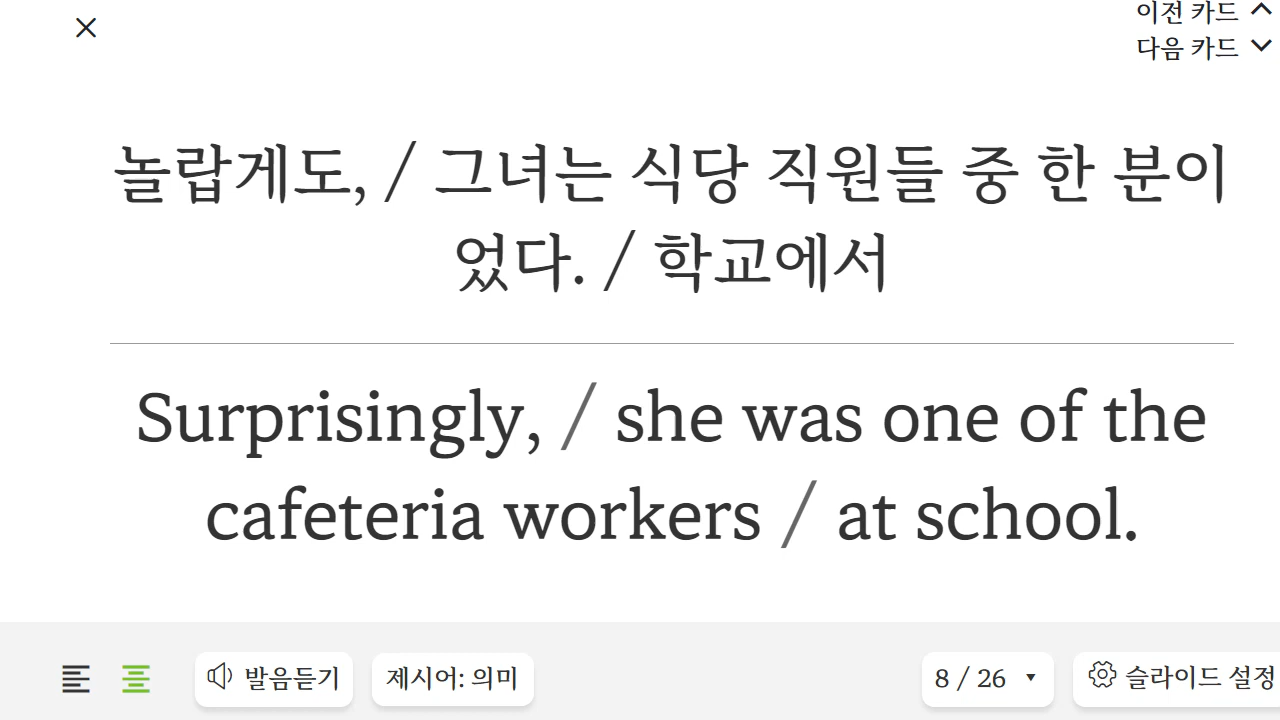 이전 카드
다음 카드
놀랍게도, / 그녀는 식당 직원들 중 한 분이
었다. / 학교에서
Surprisingly, / she was one of the
cafeteria workers / at school.
발음듣기
제시어: 의미
8 / 26
슬라이드 설정